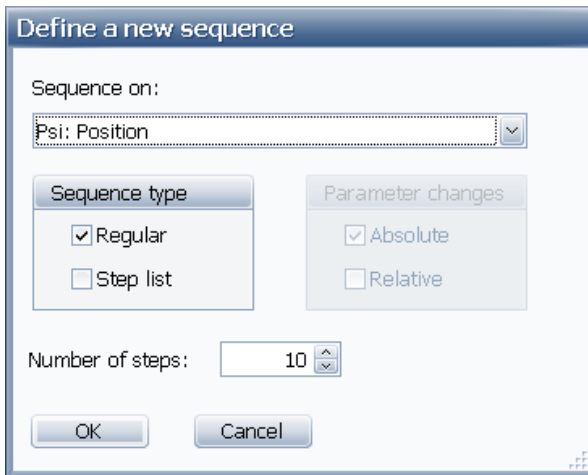 Define a new sequence
Sequence on:
Psi: Position
Sequence type
Parameter changes
Regular
Absolute
Step list
Relative
Number of steps: 10
OK Cancel